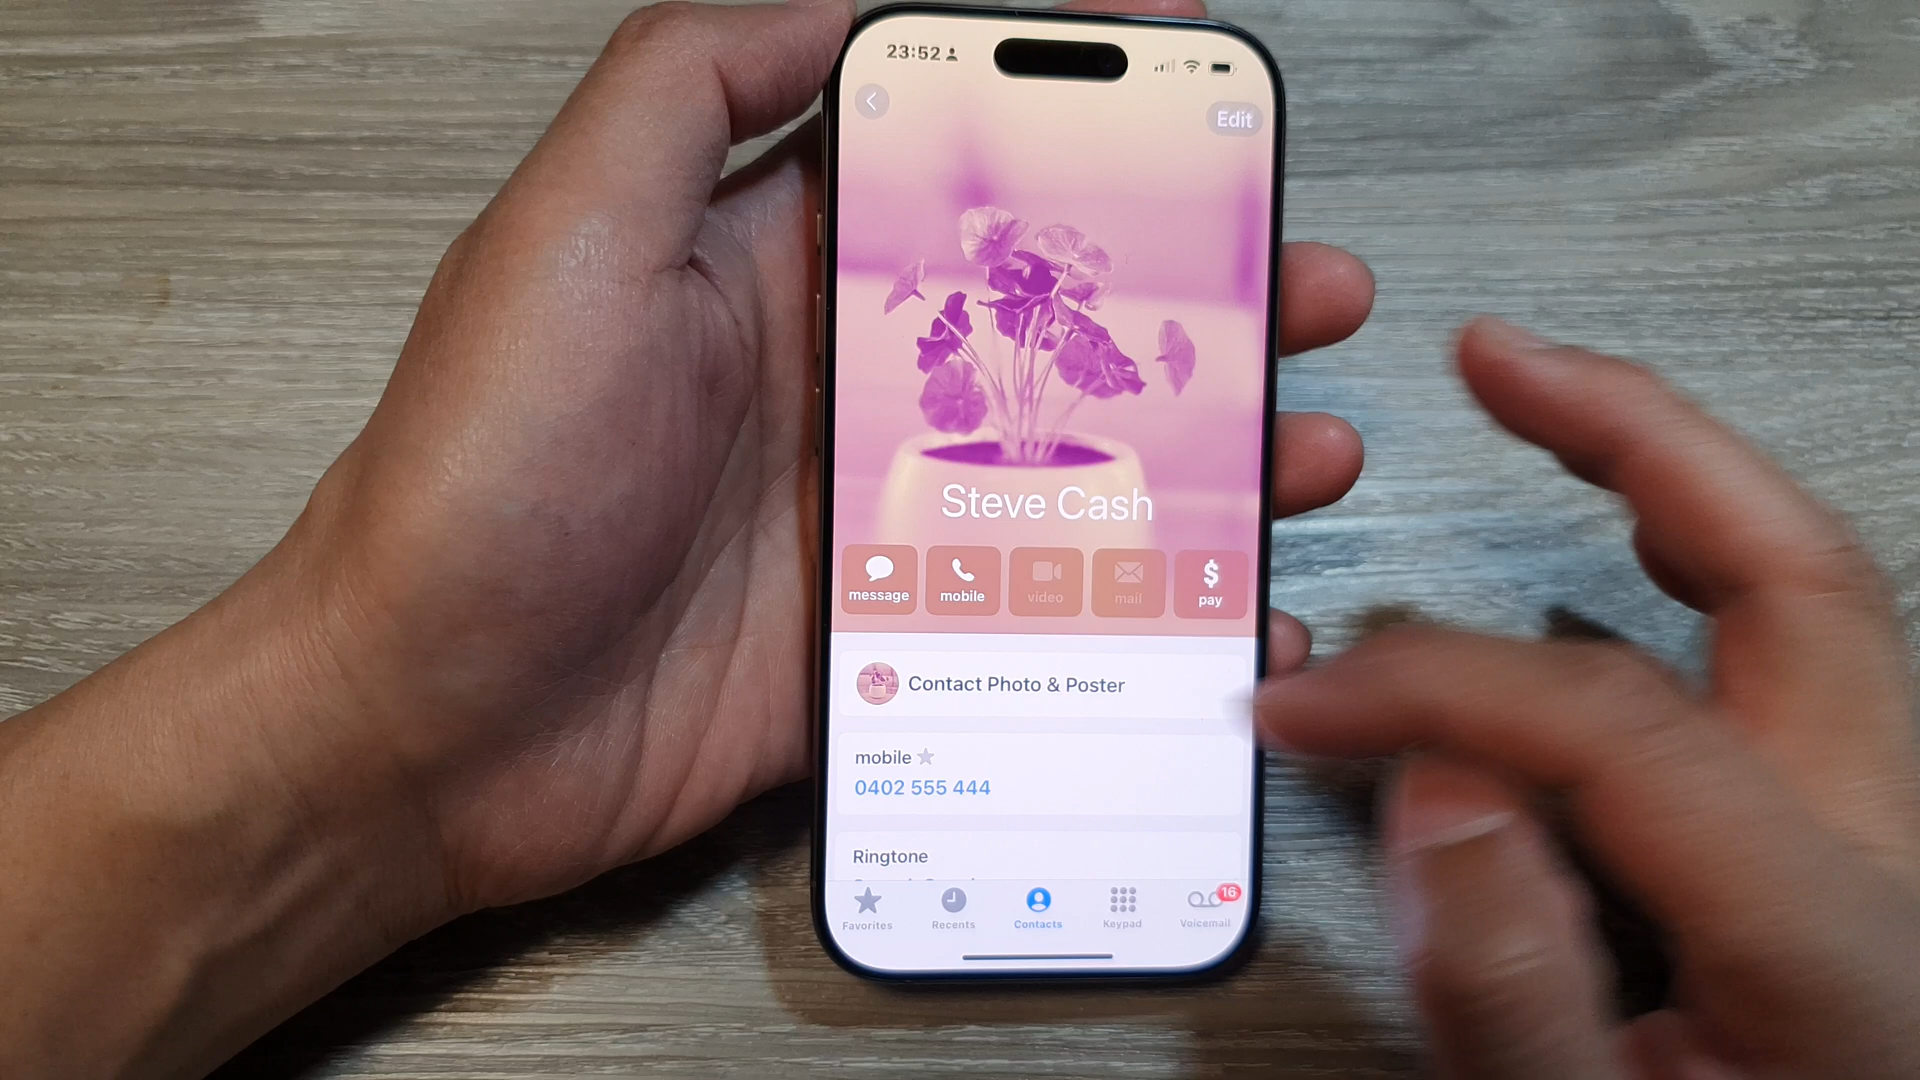 23:52
Edit
Steve Cash
message
mobile
video
mail
$
pay
Contact Photo & Poster
mobile
0402 555 444
Ringtone
Favorites
Recents
Contacts
Keypad
Voicemail
16